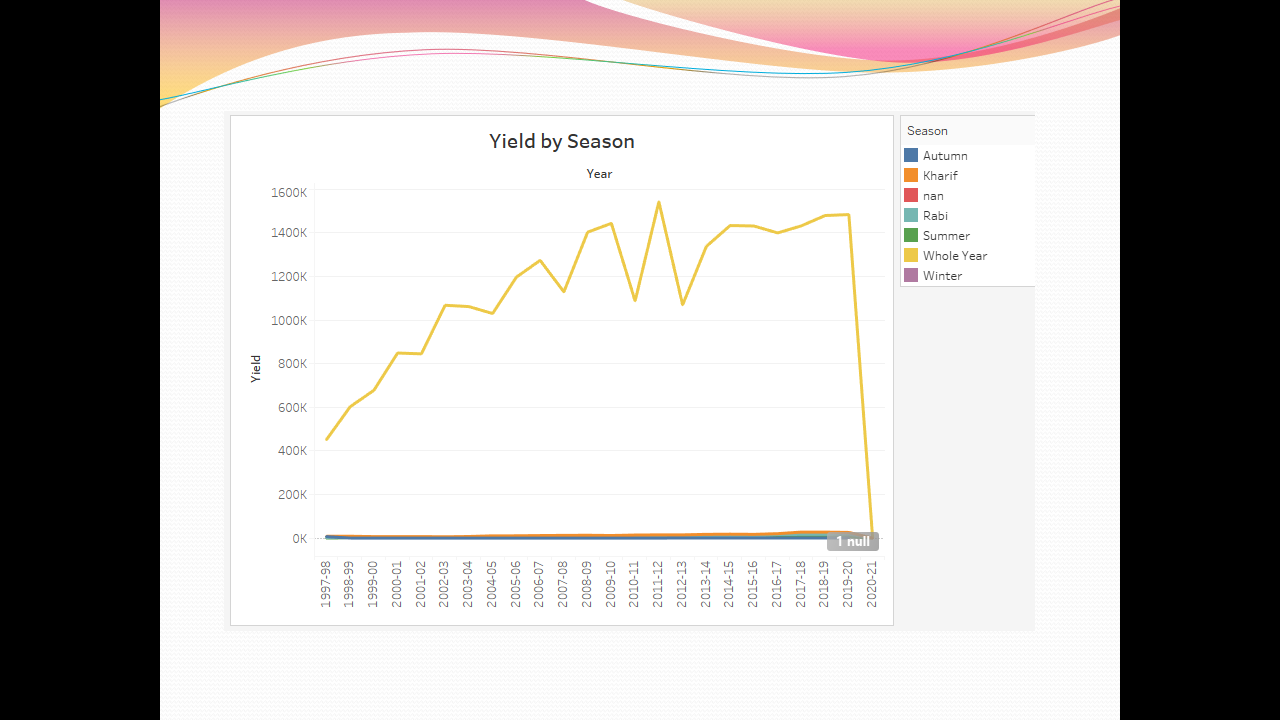 Yield by Season
Year
Season
Autumn
Kharif
nan
Rabi
Summer
Whole Year
Winter
Yield
1600K
1400K
1200K
1000K
800K
600K
400K
200K
0K
1 null
1997-98
1998-99
1999-00
2000-01
2001-02
2002-03
2003-04
2004-05
2005-06
2006-07
2007-08
2008-09
2009-10
2010-11
2011-12
2012-13
2013-14
2014-15
2015-16
2016-17
2017-18
2018-19
2019-20
2020-21